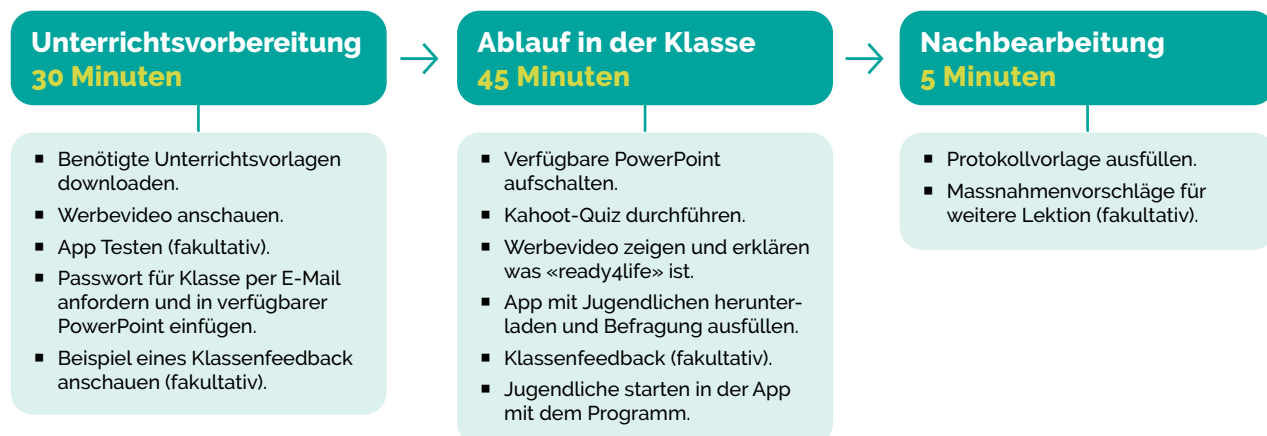 Unterrichtsvorbereitung
30 Minuten
■ Benötigte Unterrichtsvorlagen
downloaden.
■ Werbevideo anschauen.
■ App Testen (fakultativ).
■ Passwort für Klasse per E-Mail
anfordern und in verfügbarer
PowerPoint einfügen.
■ Beispiel eines Klassenfeedback
anschauen (fakultativ).
Ablauf in der Klasse
45 Minuten
■ Verfügbare PowerPoint
aufschalten.
■ Kahoot-Quiz durchführen.
■ Werbevideo zeigen und erklären
was «ready4life» ist.
■ App mit Jugendlichen herunter-
laden und Befragung ausfüllen.
■ Klassenfeedback (fakultativ).
■ Jugendliche starten in der App
mit dem Programm.
Nachbearbeitung
5 Minuten
■ Protokollvorlage ausfüllen.
■ Massnahmenvorschläge für
weitere Lektion (fakultativ).